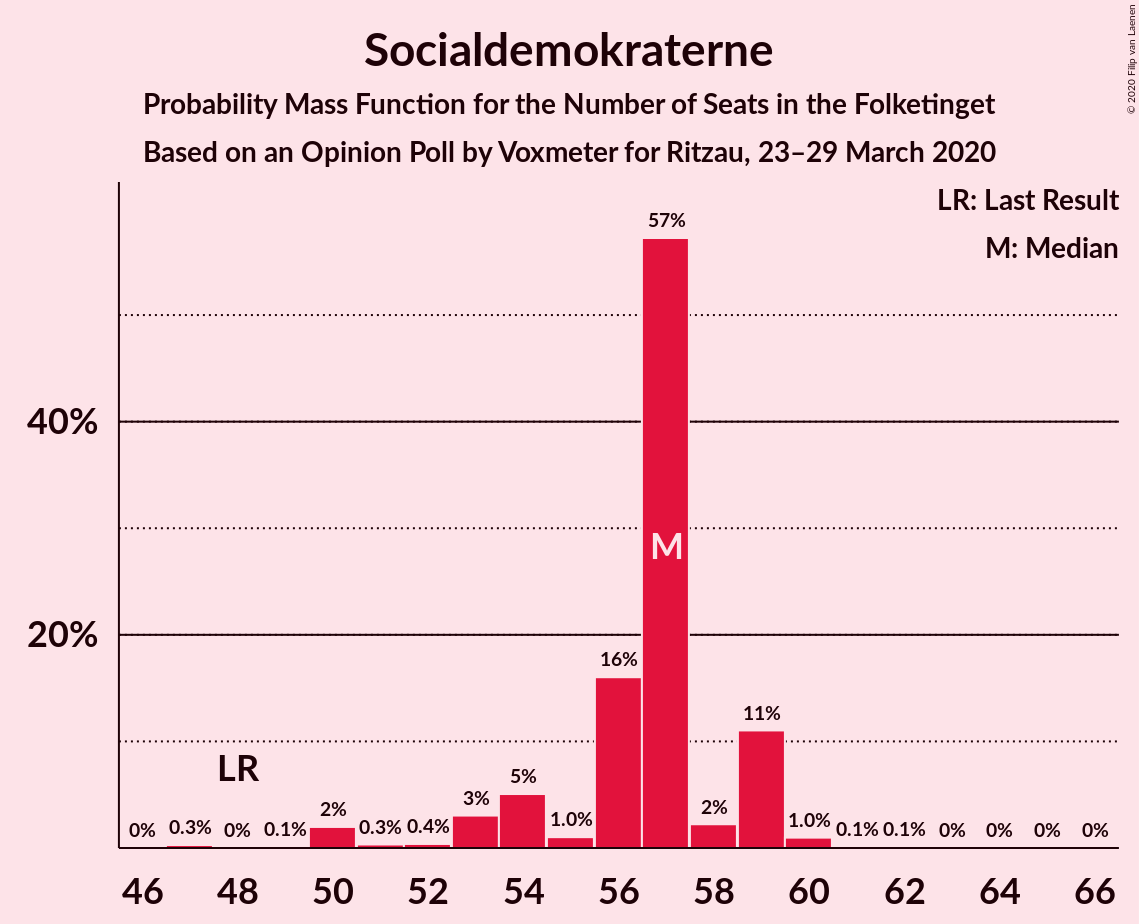 Socialdemokraterne
Probability Mass Function for the Number of Seats in the Folketinget
Based on an Opinion Poll by Voxmeter for Ritzau, 23–29 March 2020
© 2020 Filip van Laenen
LR: Last Result
M: Median
57%
40%
M
20%
16%
11%
LR
5%
3%
2%
2%
1.0%
1.0%
0% 0.3% 0% 0.1% 0.3% 0.4% 0.1% 0.1% 0% 0% 0% 0%
46 48 50 52 54 56 58 60 62 64 66